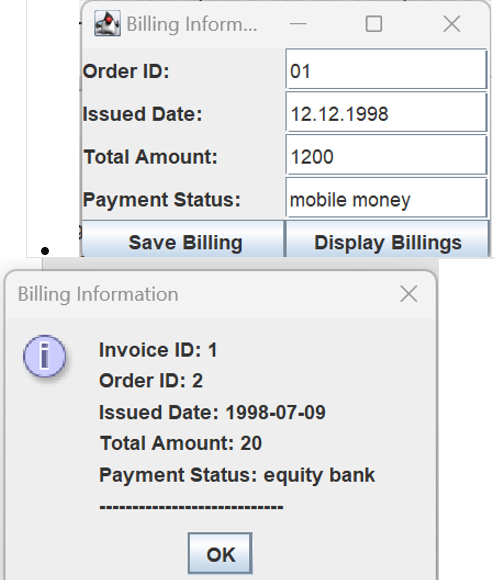 Billing Inform...
Order ID: 01
Issued Date: 12.12.1998
Total Amount: 1200
Payment Status: mobile money
Save Billing Display Billings
Billing Information
Invoice ID: 1
Order ID: 2
Issued Date: 1998-07-09
Total Amount: 20
Payment Status: equity bank
----------------------------
OK